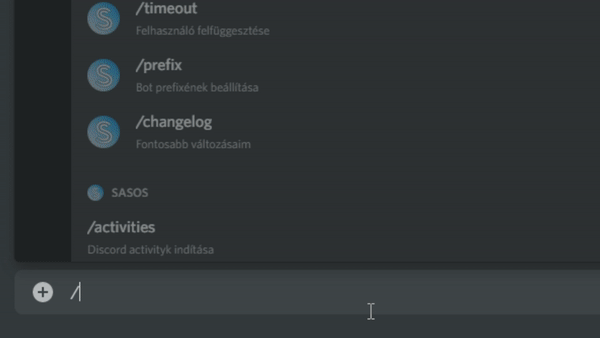 /timeout
Felhasználó felfüggesztése
/prefix
Bot prefixének beállítása
/changelog
Fontosabb változásaim
SASOS
/activities
Discord activityk indítása
/